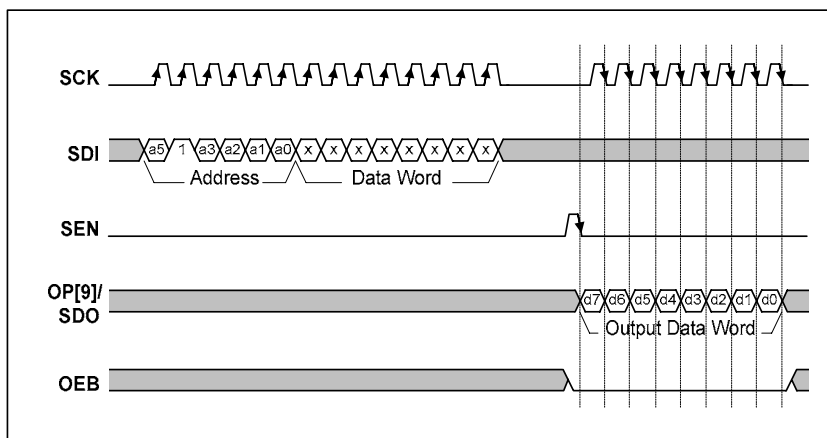 SCK
SDI
a5 1 a3 a2 a1 a0 x x x x x x x x
Address Data Word
SEN
OP[9]/
SDO
d7 d6 d5 d4 d3 d2 d1 d0
Output Data Word
OEB